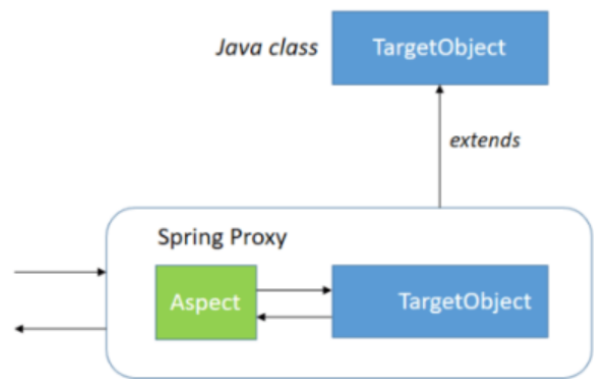 Java class
TargetObject
extends
Spring Proxy
Aspect
TargetObject